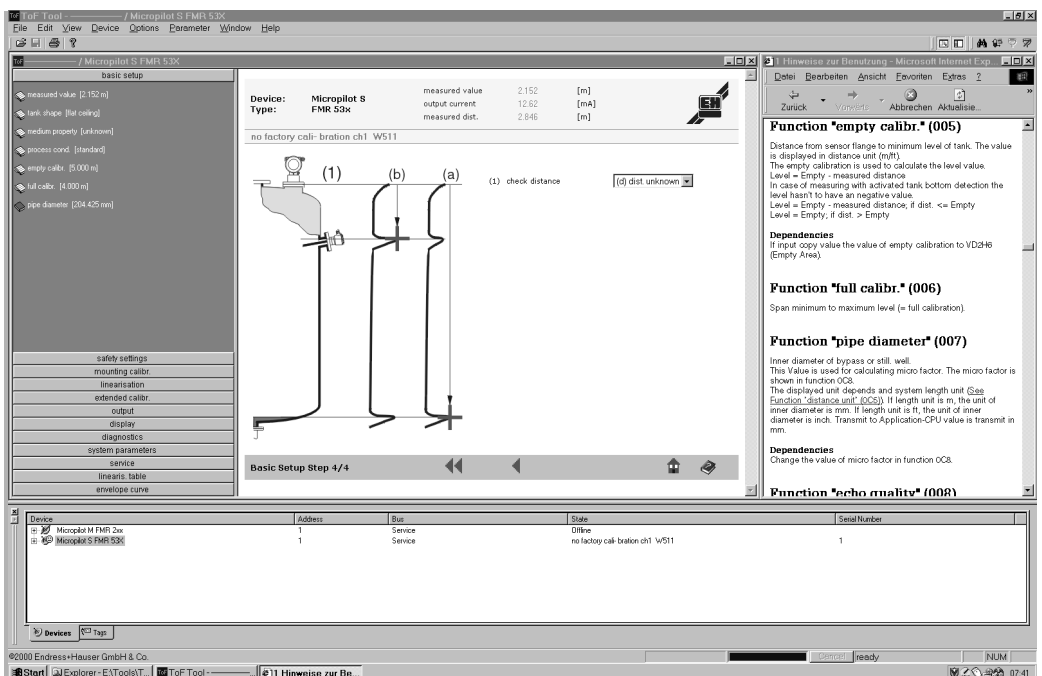 ToF Tool - ———— / Micropilot S FMR 53X
File Edit View Device Options Parameter Window Help
———— / Micropilot S FMR 53X
basic setup
measured value [2.152 m]
tank shape [flat ceiling]
medium property [unknown]
process cond. [standard]
empty calibr. [5.000 m]
full calibr. [4.000 m]
pipe diameter [204.425 mm]
safety settings
mounting calibr.
linearisation
extended calibr.
output
display
diagnostics
system parameters
service
linearis. table
envelope curve
Device: Micropilot S
Type: FMR 53x
measured value 2.152 [m]
output current 12.62 [mA]
measured dist. 2.846 [m]
EH
no factory cali- bration ch1 W511
(1) (b) (a)
(1) check distance (d) dist. unknown
Basic Setup Step 4/4
1 Hinweise zur Benutzung - Microsoft Internet Exp...
Datei Bearbeiten Ansicht Favoriten Extras ?
Zurück Vorwärts Abbrechen Aktualisie... »
Function "empty calibr." (005)
Distance from sensor flange to minimum level of tank. The value
is displayed in distance unit (m/ft).
The empty calibration is used to calculate the level value.
Level = Empty - measured distance
In case of measuring with activated tank bottom detection the
level hasn't to have an negative value.
Level = Empty - measured distance; if dist. <= Empty
Level = Empty; if dist. > Empty
Dependencies
If input copy value the value of empty calibration to VD2H6
(Empty Area).
Function "full calibr." (006)
Span minimum to maximum level (= full calibration).
Function "pipe diameter" (007)
Inner diameter of bypass or still. well.
This Value is used for calculating micro factor. The micro factor is
shown in function 0C8.
The displayed unit depends and system length unit (See
Function "distance unit" (0C5)). If length unit is m, the unit of
inner diameter is mm. If length unit is ft, the unit of inner
diameter is inch. Transmit to Application-CPU value is transmit in
mm.
Dependencies
Change the value of micro factor in function 0C8.
Function "echo quality" (008)
Device Address Bus State Serial Number
Micropilot M FMR 2xx 1 Service Offline
Micropilot S FMR 53X 1 Service no factory cali- bration ch1 W511 1
Devices Tags
©2000 Endress+Hauser GmbH & Co. Cancel ready NUM
Start Explorer - E:\Tools\T... ToF Tool - ———— ... 1 Hinweise zur Be... 07:41